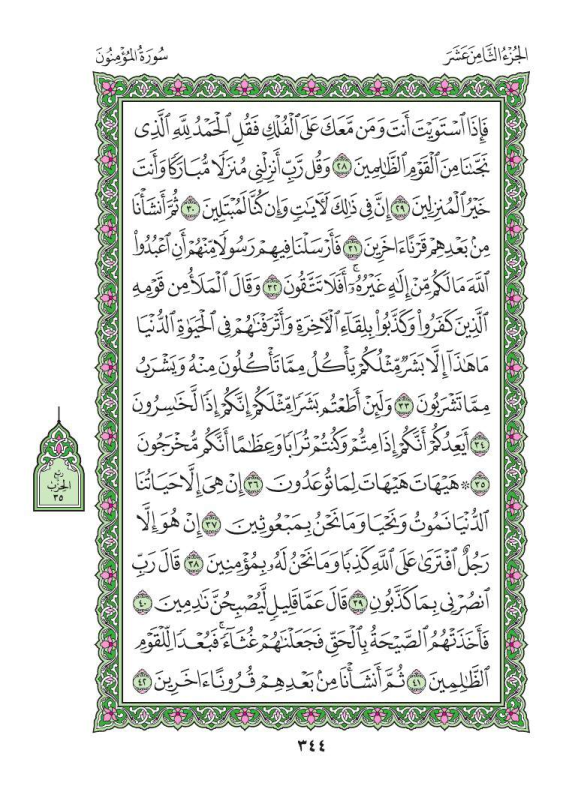 الجُزْءُ الثَّامِنَ عَشَرَ
سُورَةُ المُؤْمِنُونَ
فَإِذَا ٱسْتَوَيْتَ أَنتَ وَمَن مَّعَكَ عَلَى ٱلْفُلْكِ فَقُلِ ٱلْحَمْدُ لِلَّهِ ٱلَّذِى
نَجَّىٰنَا مِنَ ٱلْقَوْمِ ٱلظَّٰلِمِينَ ٢٨ وَقُل رَّبِّ أَنزِلْنِى مُنزَلًا مُّبَارَكًا وَأَنتَ
خَيْرُ ٱلْمُنزِلِينَ ٢٩ إِنَّ فِى ذَٰلِكَ لَءَايَٰتٍ وَإِن كُنَّا لَمُبْتَلِينَ ٣٠ ثُمَّ أَنشَأْنَا
مِنۢ بَعْدِهِمْ قَرْنًا ءَاخَرِينَ ٣١ فَأَرْسَلْنَا فِيهِمْ رَسُولًا مِّنْهُمْ أَنِ ٱعْبُدُوا۟
ٱللَّهَ مَا لَكُم مِّنْ إِلَٰهٍ غَيْرُهُۥٓ ۖ أَفَلَا تَتَّقُونَ ٣٢ وَقَالَ ٱلْمَلَأُ مِن قَوْمِهِ
ٱلَّذِينَ كَفَرُوا۟ وَكَذَّبُوا۟ بِلِقَآءِ ٱلْءَاخِرَةِ وَأَتْرَفْنَٰهُمْ فِى ٱلْحَيَوٰةِ ٱلدُّنْيَا
مَا هَٰذَآ إِلَّا بَشَرٌ مِّثْلُكُمْ يَأْكُلُ مِمَّا تَأْكُلُونَ مِنْهُ وَيَشْرَبُ
مِمَّا تَشْرَبُونَ ٣٣ وَلَئِنْ أَطَعْتُم بَشَرًا مِّثْلَكُمْ إِنَّكُمْ إِذًا لَّخَٰسِرُونَ
٣٤ أَيَعِدُكُمْ أَنَّكُمْ إِذَا مِتُّمْ وَكُنتُمْ تُرَابًا وَعِظَٰمًا أَنَّكُم مُّخْرَجُونَ
٣٥ ۞ هَيْهَاتَ هَيْهَاتَ لِمَا تُوعَدُونَ ٣٦ إِنْ هِىَ إِلَّا حَيَاتُنَا
ٱلدُّنْيَا نَمُوتُ وَنَحْيَا وَمَا نَحْنُ بِمَبْعُوثِينَ ٣٧ إِنْ هُوَ إِلَّا
رَجُلٌ ٱفْتَرَىٰ عَلَى ٱللَّهِ كَذِبًا وَمَا نَحْنُ لَهُۥ بِمُؤْمِنِينَ ٣٨ قَالَ رَبِّ
ٱنصُرْنِى بِمَا كَذَّبُونِ ٣٩ قَالَ عَمَّا قَلِيلٍ لَّيُصْبِحُنَّ نَٰدِمِينَ ٤٠
فَأَخَذَتْهُمُ ٱلصَّيْحَةُ بِٱلْحَقِّ فَجَعَلْنَٰهُمْ غُثَآءً ۚ فَبُعْدًا لِّلْقَوْمِ
ٱلظَّٰلِمِينَ ٤١ ثُمَّ أَنشَأْنَا مِنۢ بَعْدِهِمْ قُرُونًا ءَاخَرِينَ ٤٢
ربع
الحزب
٣٥
٣٤٤